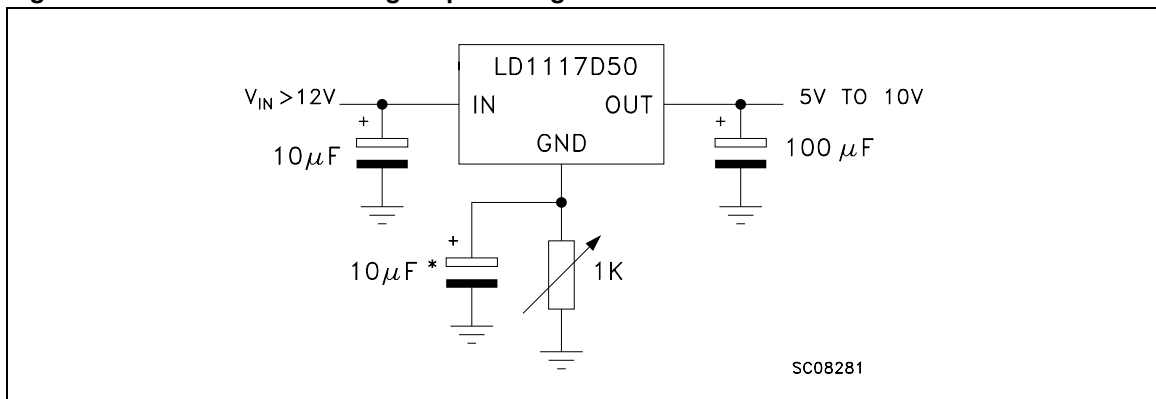 LD1117D50
V_IN >12V
IN
OUT
5V TO 10V
GND
+
10μF
+
100 μF
+
10μF *
1K
SC08281